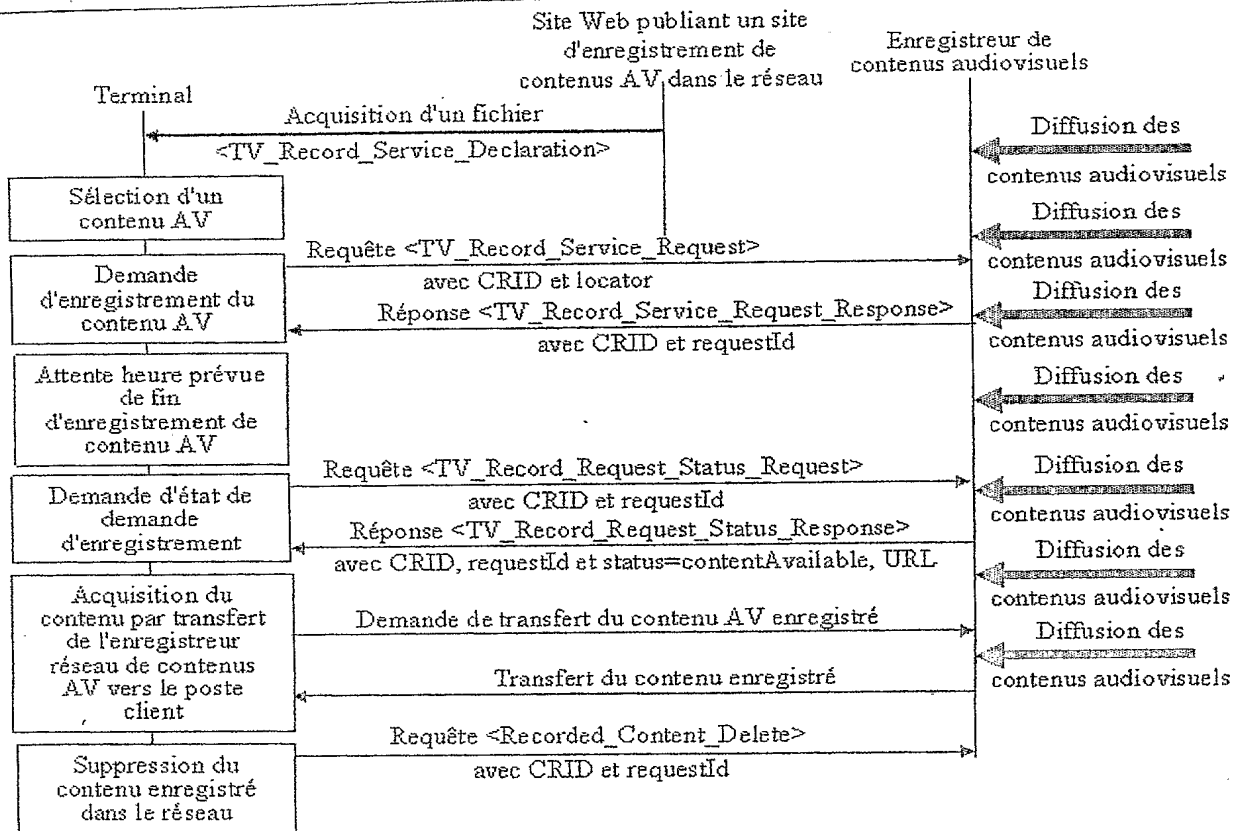 Site Web publiant un site
d'enregistrement de
contenus AV dans le réseau
Enregistreur de
contenus audiovisuels
Terminal
Acquisition d'un fichier
<TV_Record_Service_Declaration>
Diffusion des
contenus audiovisuels
Sélection d'un
contenu AV
Diffusion des
contenus audiovisuels
Requête <TV_Record_Service_Request>
avec CRID et locator
Demande
d'enregistrement du
contenu AV
Diffusion des
contenus audiovisuels
Réponse <TV_Record_Service_Request_Response>
avec CRID et requestId
Attente heure prévue
de fin
d'enregistrement de
contenu AV
Diffusion des
contenus audiovisuels
Requête <TV_Record_Request_Status_Request>
avec CRID et requestId
Diffusion des
contenus audiovisuels
Demande d'état de
demande
d'enregistrement
Réponse <TV_Record_Request_Status_Response>
avec CRID, requestId et status=contentAvailable, URL
Diffusion des
contenus audiovisuels
Acquisition du
contenu par transfert
de l'enregistreur
réseau de contenus
AV vers le poste
client
Demande de transfert du contenu AV enregistré
Diffusion des
contenus audiovisuels
Transfert du contenu enregistré
Requête <Recorded_Content_Delete>
avec CRID et requestId
Suppression du
contenu enregistré
dans le réseau